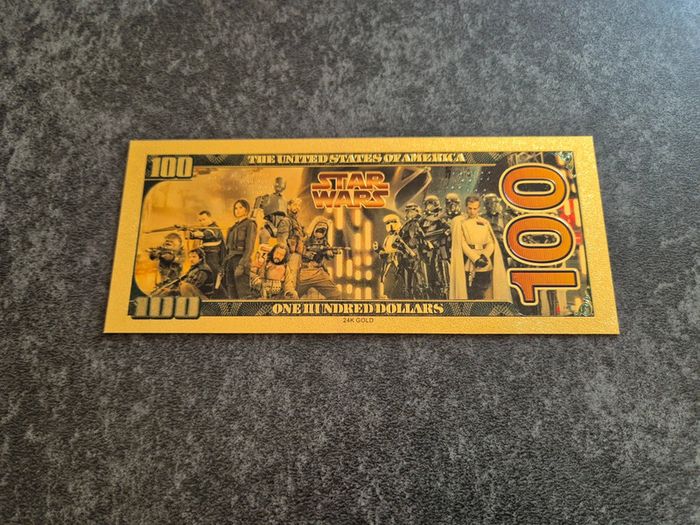 100
THE UNITED STATES OF AMERICA
STAR
WARS
100
100
ONE HUNDRED DOLLARS
24K GOLD